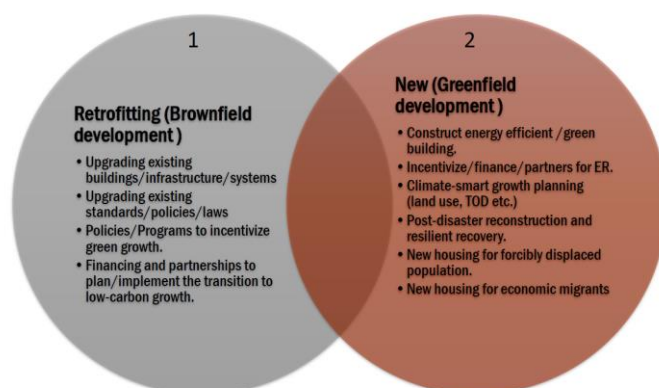 1
Retrofitting (Brownfield
development )
• Upgrading existing
buildings/infrastructure/systems
• Upgrading existing
standards/policies/laws
• Policies/Programs to incentivize
green growth.
• Financing and partnerships to
plan/implement the transition to
low-carbon growth.
2
New (Greenfield
development )
• Construct energy efficient /green
building.
• Incentivize/finance/partners for ER.
• Climate-smart growth planning
(land use, TOD etc.)
• Post-disaster reconstruction and
resilient recovery.
• New housing for forcibly displaced
population.
• New housing for economic migrants